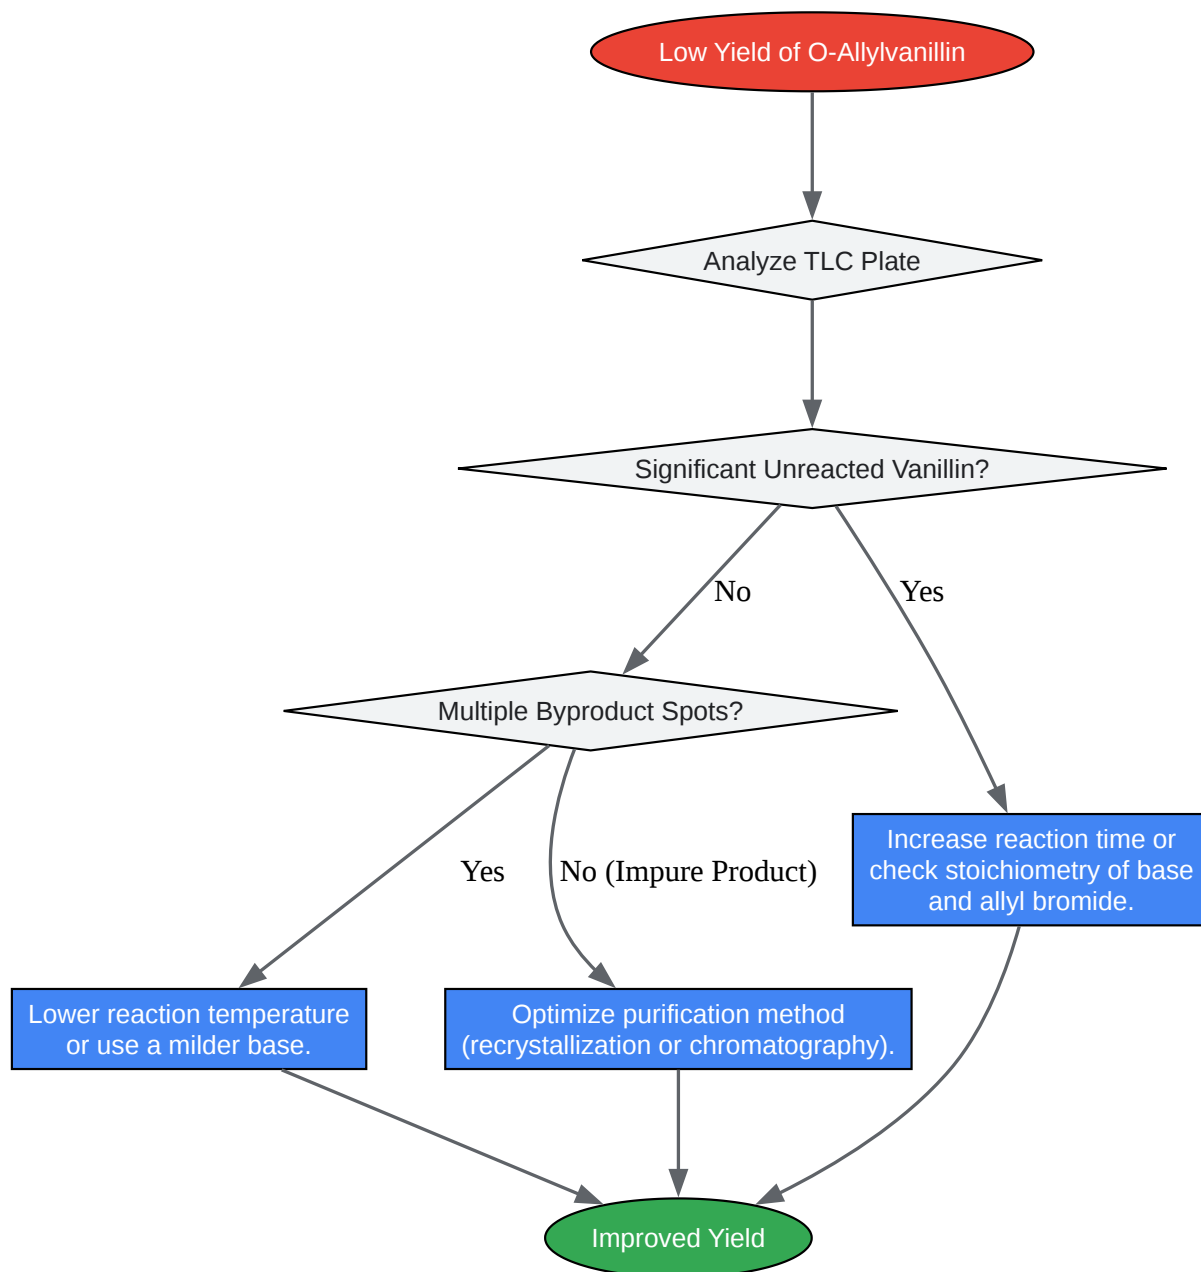 Low Yield of O-Allylvanillin
Analyze TLC Plate
Significant Unreacted Vanillin?
No
Yes
Multiple Byproduct Spots?
Increase reaction time or
check stoichiometry of base
and allyl bromide.
Yes
No (Impure Product)
Lower reaction temperature
or use a milder base.
Optimize purification method
(recrystallization or chromatography).
Improved Yield